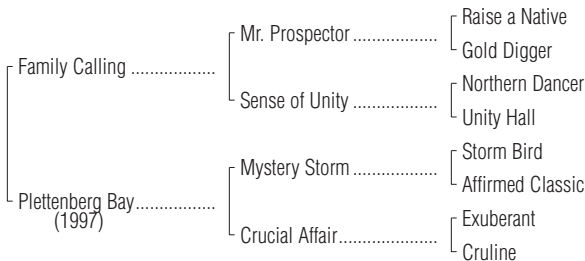 Raise a Native
Mr. Prospector ..................
Gold Digger
Family Calling ..................
Northern Dancer
Sense of Unity ..................
Unity Hall
Storm Bird
Mystery Storm ..................
Affirmed Classic
Plettenberg Bay.................
(1997)
Exuberant
Crucial Affair.....................
Cruline